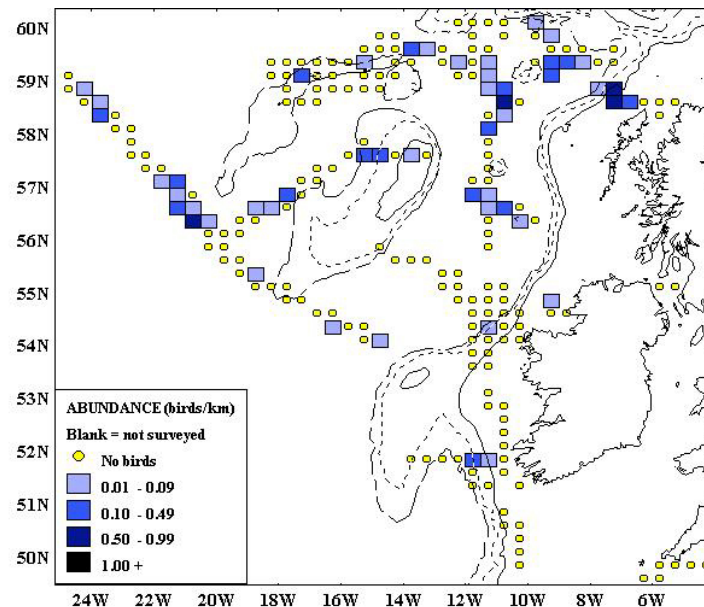 60N
59N
58N
57N
56N
55N
54N
53N
52N
51N
50N
ABUNDANCE (birds/km)
Blank = not surveyed
No birds
0.01 - 0.09
0.10 - 0.49
0.50 - 0.99
1.00 +
24W 22W 20W 18W 16W 14W 12W 10W 8W 6W